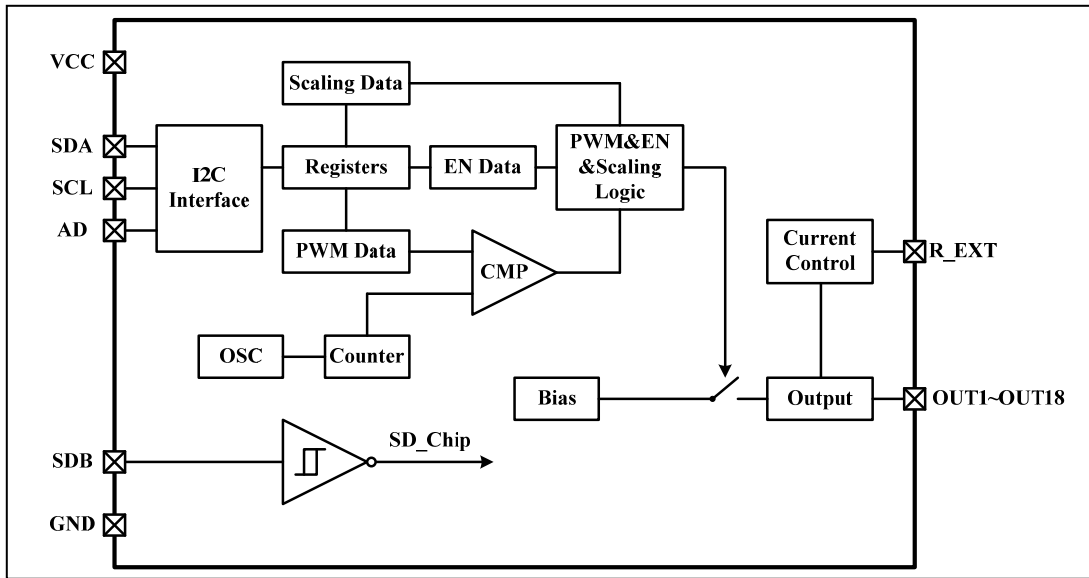 VCC
SDA
SCL
AD
SDB
GND
I2C
Interface
Scaling Data
Registers
EN Data
PWM Data
PWM&EN
&Scaling
Logic
CMP
OSC
Counter
Bias
Current
Control
Output
R_EXT
OUT1~OUT18
SD_Chip